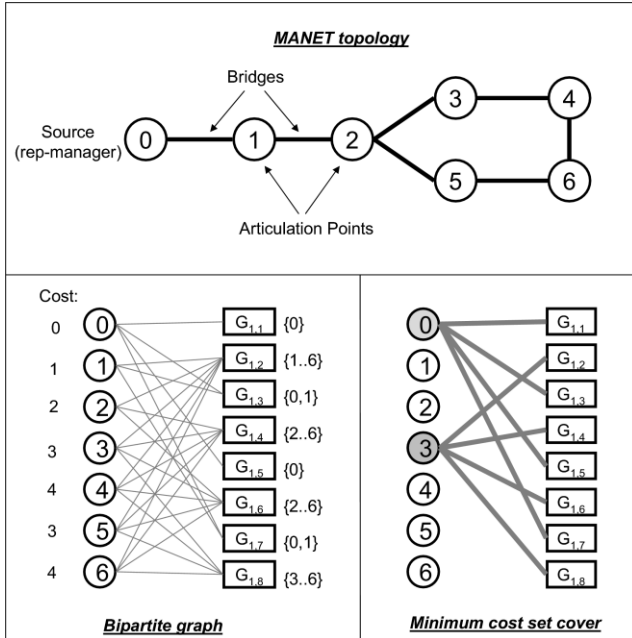 MANET topology
Bridges
3
4
Source
(rep-manager)
0
1
2
5
6
Articulation Points
Cost:
0 0 G1,1 {0}
1 1 G1,2 {1..6}
2 2 G1,3 {0,1}
3 3 G1,4 {2..6}
4 4 G1,5 {0}
3 5 G1,6 {2..6}
4 6 G1,7 {0,1}
G1,8 {3..6}
Bipartite graph
0 G1,1
1 G1,2
2 G1,3
3 G1,4
4 G1,5
5 G1,6
6 G1,7
G1,8
Minimum cost set cover